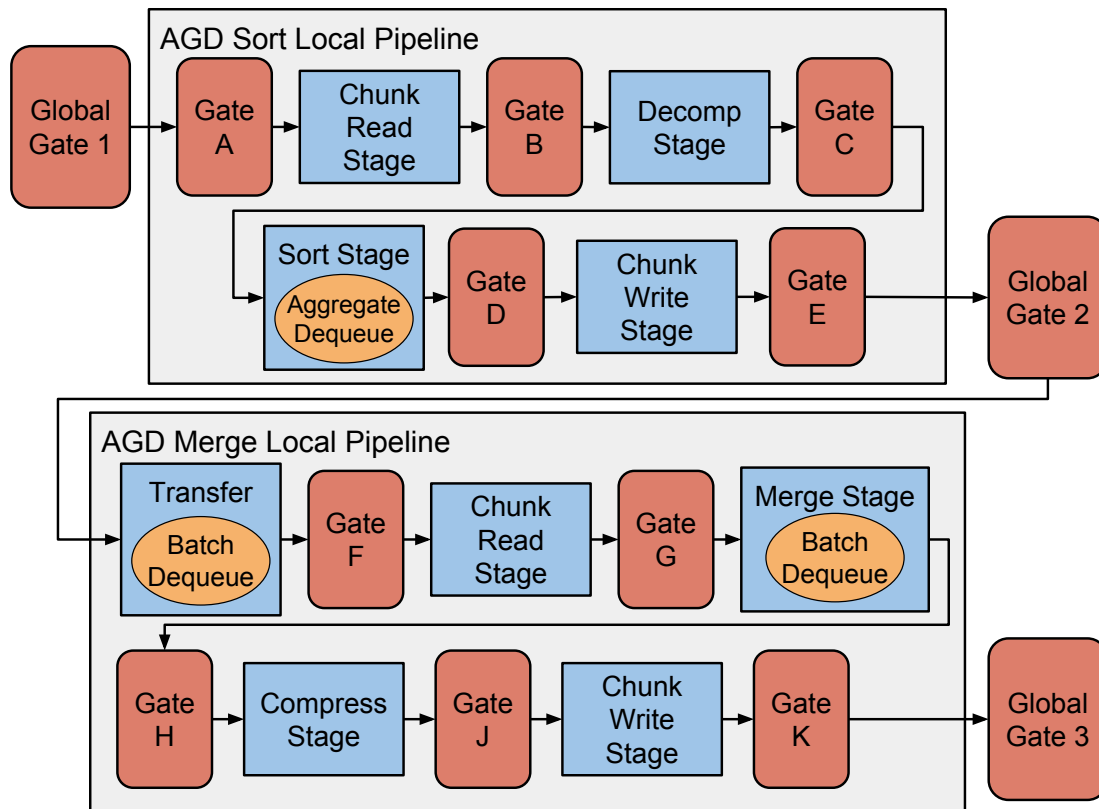 AGD Sort Local Pipeline
Global
Gate 1
Gate
A
Chunk
Read
Stage
Gate
B
Decomp
Stage
Gate
C
Sort Stage
Aggregate
Dequeue
Gate
D
Chunk
Write
Stage
Gate
E
Global
Gate 2
AGD Merge Local Pipeline
Transfer
Batch
Dequeue
Gate
F
Chunk
Read
Stage
Gate
G
Merge Stage
Batch
Dequeue
Gate
H
Compress
Stage
Gate
J
Chunk
Write
Stage
Gate
K
Global
Gate 3